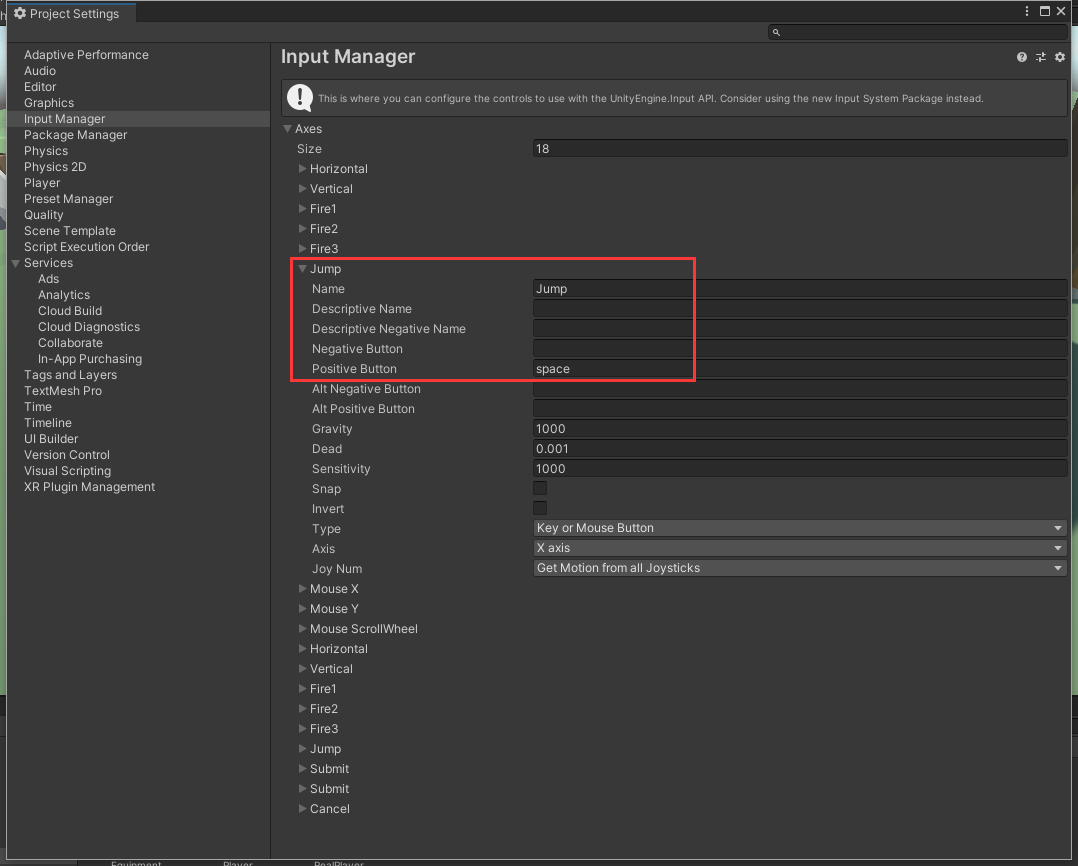 Project Settings
Adaptive Performance
Audio
Editor
Graphics
Input Manager
Package Manager
Physics
Physics 2D
Player
Preset Manager
Quality
Scene Template
Script Execution Order
Services
Ads
Analytics
Cloud Build
Cloud Diagnostics
Collaborate
In-App Purchasing
Tags and Layers
TextMesh Pro
Time
Timeline
UI Builder
Version Control
Visual Scripting
XR Plugin Management
Input Manager
This is where you can configure the controls to use with the UnityEngine.Input API. Consider using the new Input System Package instead.
Axes
Size 18
Horizontal
Vertical
Fire1
Fire2
Fire3
Jump
Name Jump
Descriptive Name
Descriptive Negative Name
Negative Button
Positive Button space
Alt Negative Button
Alt Positive Button
Gravity 1000
Dead 0.001
Sensitivity 1000
Snap
Invert
Type Key or Mouse Button
Axis X axis
Joy Num Get Motion from all Joysticks
Mouse X
Mouse Y
Mouse ScrollWheel
Horizontal
Vertical
Fire1
Fire2
Fire3
Jump
Submit
Submit
Cancel
Equipment Player RealPlayer